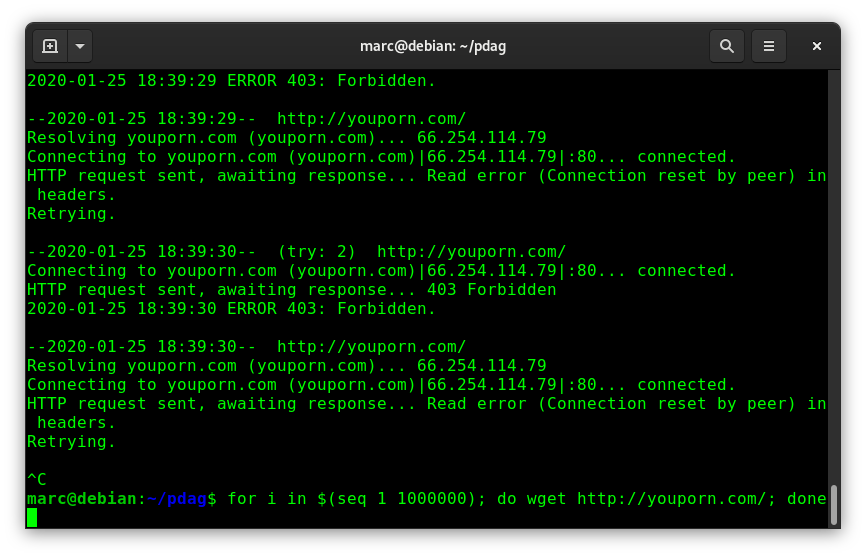 marc@debian: ~/pdag
2020-01-25 18:39:29 ERROR 403: Forbidden.
--2020-01-25 18:39:29--  http://youporn.com/
Resolving youporn.com (youporn.com)... 66.254.114.79
Connecting to youporn.com (youporn.com)|66.254.114.79|:80... connected.
HTTP request sent, awaiting response... Read error (Connection reset by peer) in
 headers.
Retrying.
--2020-01-25 18:39:30--  (try: 2)  http://youporn.com/
Connecting to youporn.com (youporn.com)|66.254.114.79|:80... connected.
HTTP request sent, awaiting response... 403 Forbidden
2020-01-25 18:39:30 ERROR 403: Forbidden.
--2020-01-25 18:39:30--  http://youporn.com/
Resolving youporn.com (youporn.com)... 66.254.114.79
Connecting to youporn.com (youporn.com)|66.254.114.79|:80... connected.
HTTP request sent, awaiting response... Read error (Connection reset by peer) in
 headers.
Retrying.
^C
marc@debian:~/pdag$ for i in $(seq 1 1000000); do wget http://youporn.com/; done